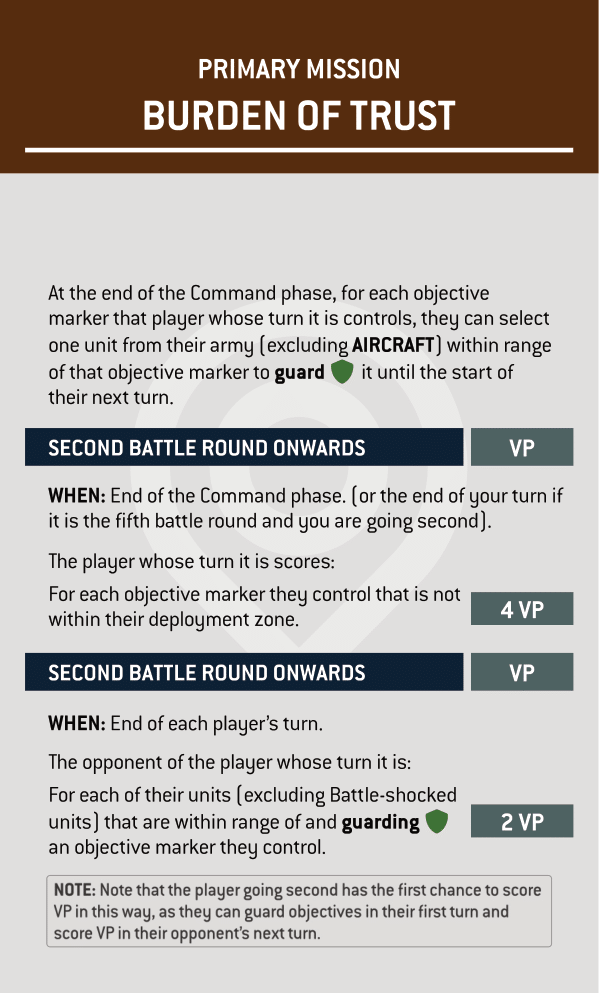 PRIMARY MISSION
BURDEN OF TRUST
At the end of the Command phase, for each objective
marker that player whose turn it is controls, they can select
one unit from their army (excluding AIRCRAFT) within range
of that objective marker to guard it until the start of
their next turn.
SECOND BATTLE ROUND ONWARDS VP
WHEN: End of the Command phase. (or the end of your turn if
it is the fifth battle round and you are going second).
The player whose turn it is scores:
For each objective marker they control that is not
within their deployment zone.
4 VP
SECOND BATTLE ROUND ONWARDS VP
WHEN: End of each player's turn.
The opponent of the player whose turn it is:
For each of their units (excluding Battle-shocked
units) that are within range of and guarding
an objective marker they control.
2 VP
NOTE: Note that the player going second has the first chance to score
VP in this way, as they can guard objectives in their first turn and
score VP in their opponent's next turn.